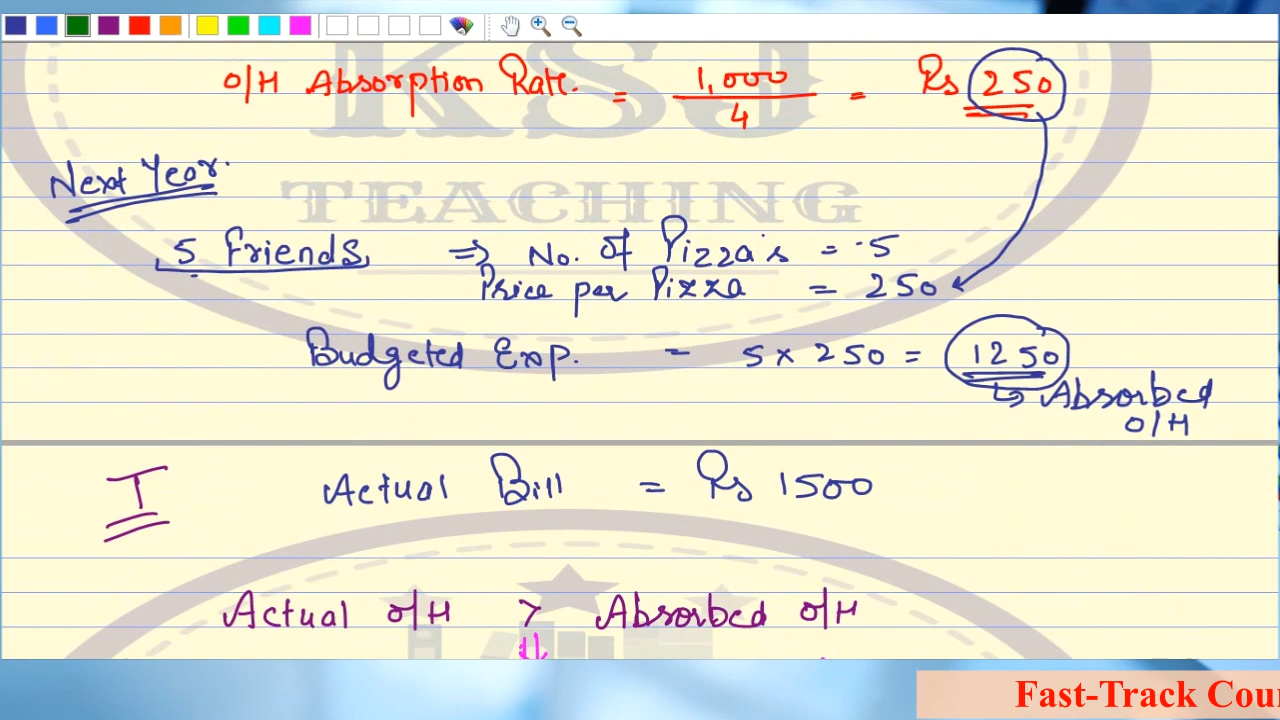 KSJ
O/H Absorption Rate. = 1,000 / 4 = Rs 250
Next Year.
TEACHING
5 Friends ⇒ No. of Pizza's = 5
Price per Pizza = 250
Budgeted Exp. = 5 x 250 = 1250
↳ Absorbed
O/H
I Actual Bill = Rs 1500
Actual O/H > Absorbed O/H
Fast-Track Cou